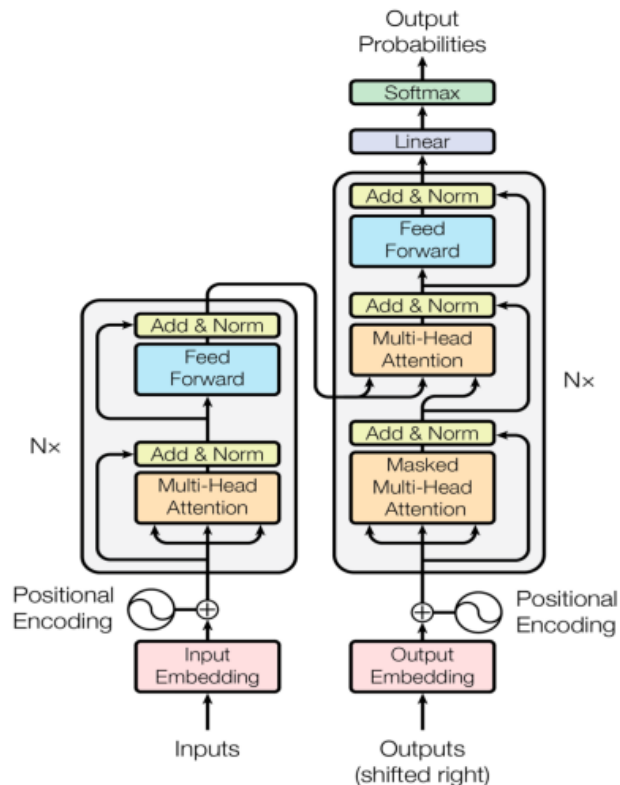 Output
Probabilities
Softmax
Linear
Add & Norm
Feed
Forward
Add & Norm
Multi-Head
Attention
Add & Norm
Masked
Multi-Head
Attention
N×
Add & Norm
Feed
Forward
Add & Norm
Multi-Head
Attention
N×
Positional
Encoding
Positional
Encoding
Input
Embedding
Output
Embedding
Inputs
Outputs
(shifted right)